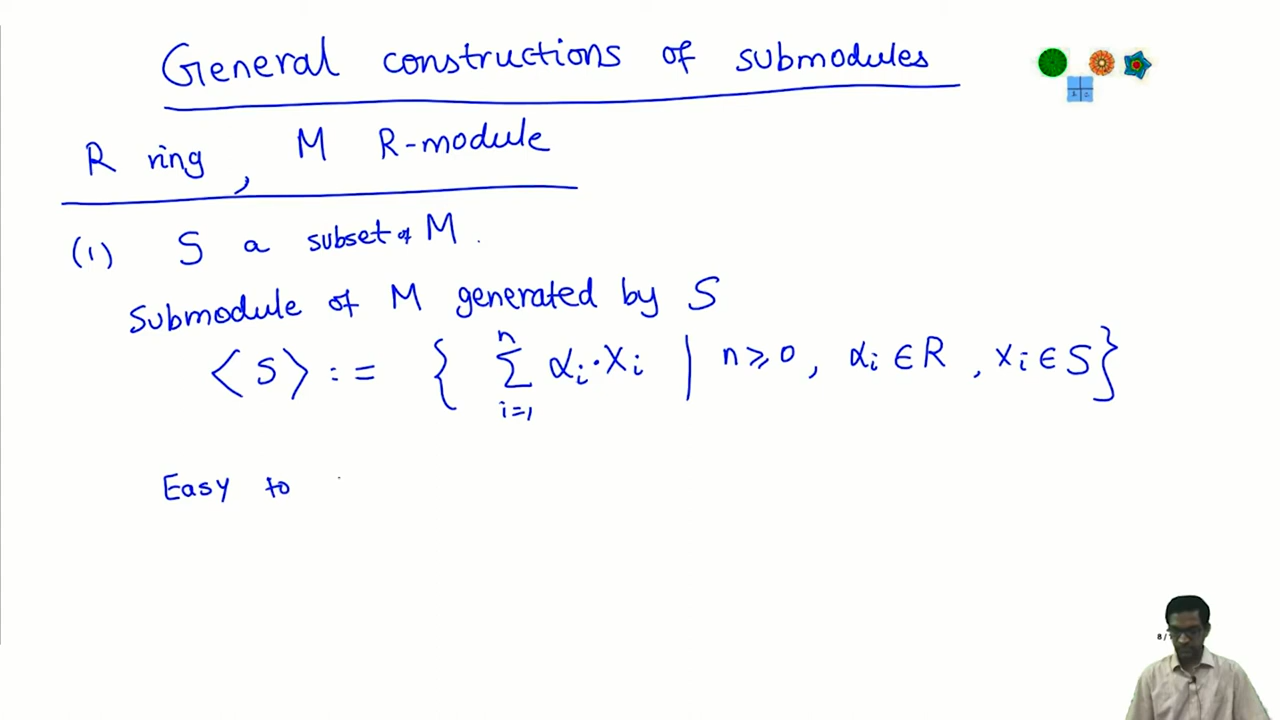 General constructions of submodules
R ring, M R-module
(1) S a subset of M.
Submodule of M generated by S
⟨S⟩ := { ∑_{i=1}^{n} αi·xi | n ≥ 0, αi ∈ R, xi ∈ S }
Easy to